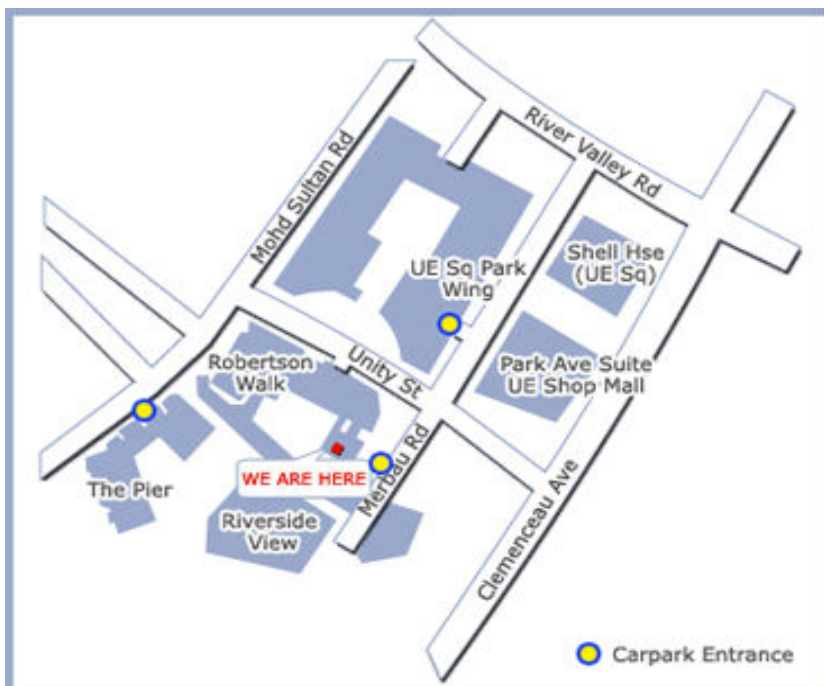 River Valley Rd
Mohd Sultan Rd
Shell Hse
(UE Sq)
UE Sq Park
Wing
Unity St
Park Ave Suite
UE Shop Mall
Robertson
Walk
Merbau Rd
WE ARE HERE
The Pier
Riverside
View
Clemenceau Ave
Carpark Entrance